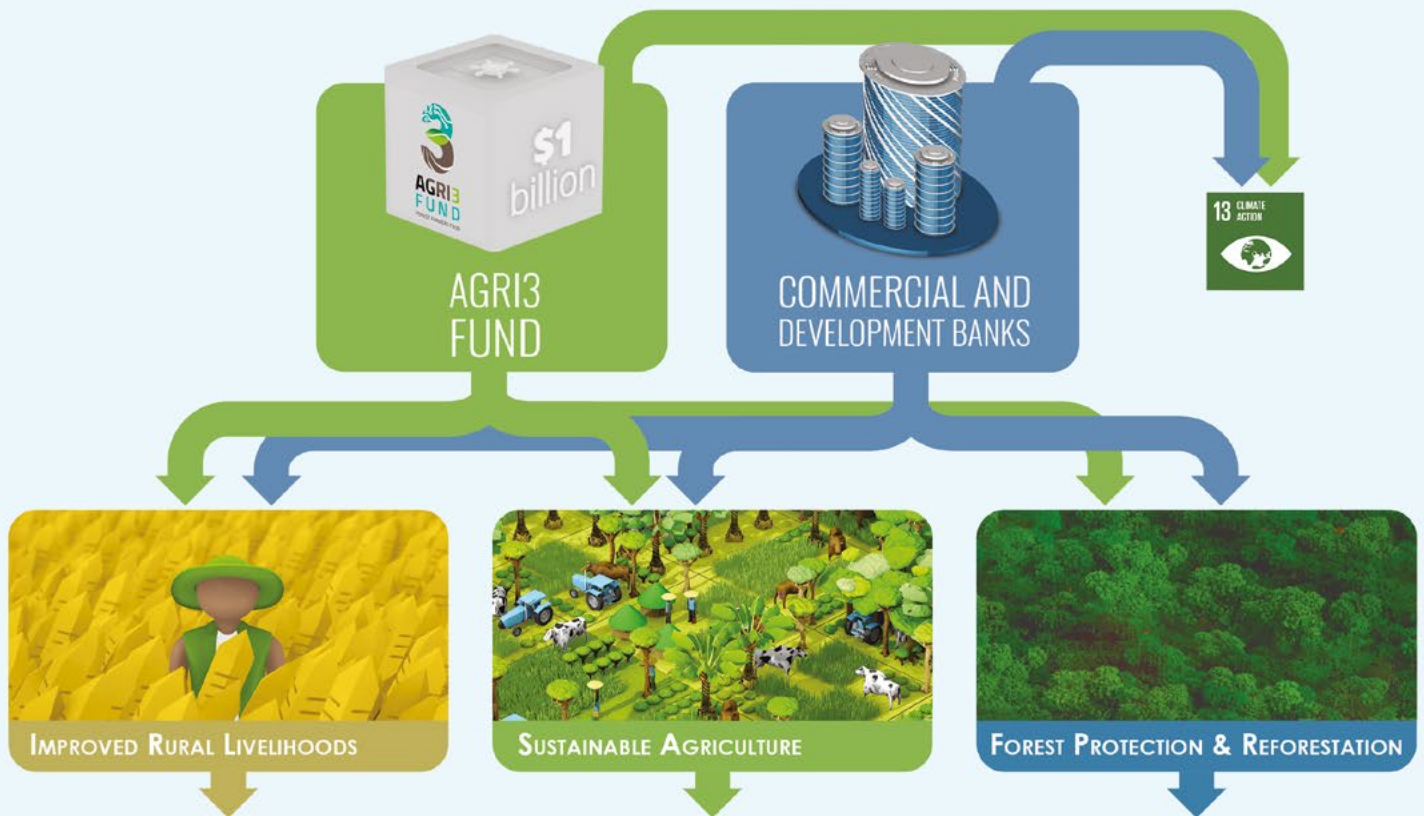 AGRI3
FUND
$1
billion
AGRI3
FUND
COMMERCIAL AND
DEVELOPMENT BANKS
13 CLIMATE
ACTION
IMPROVED RURAL LIVELIHOODS
SUSTAINABLE AGRICULTURE
FOREST PROTECTION & REFORESTATION